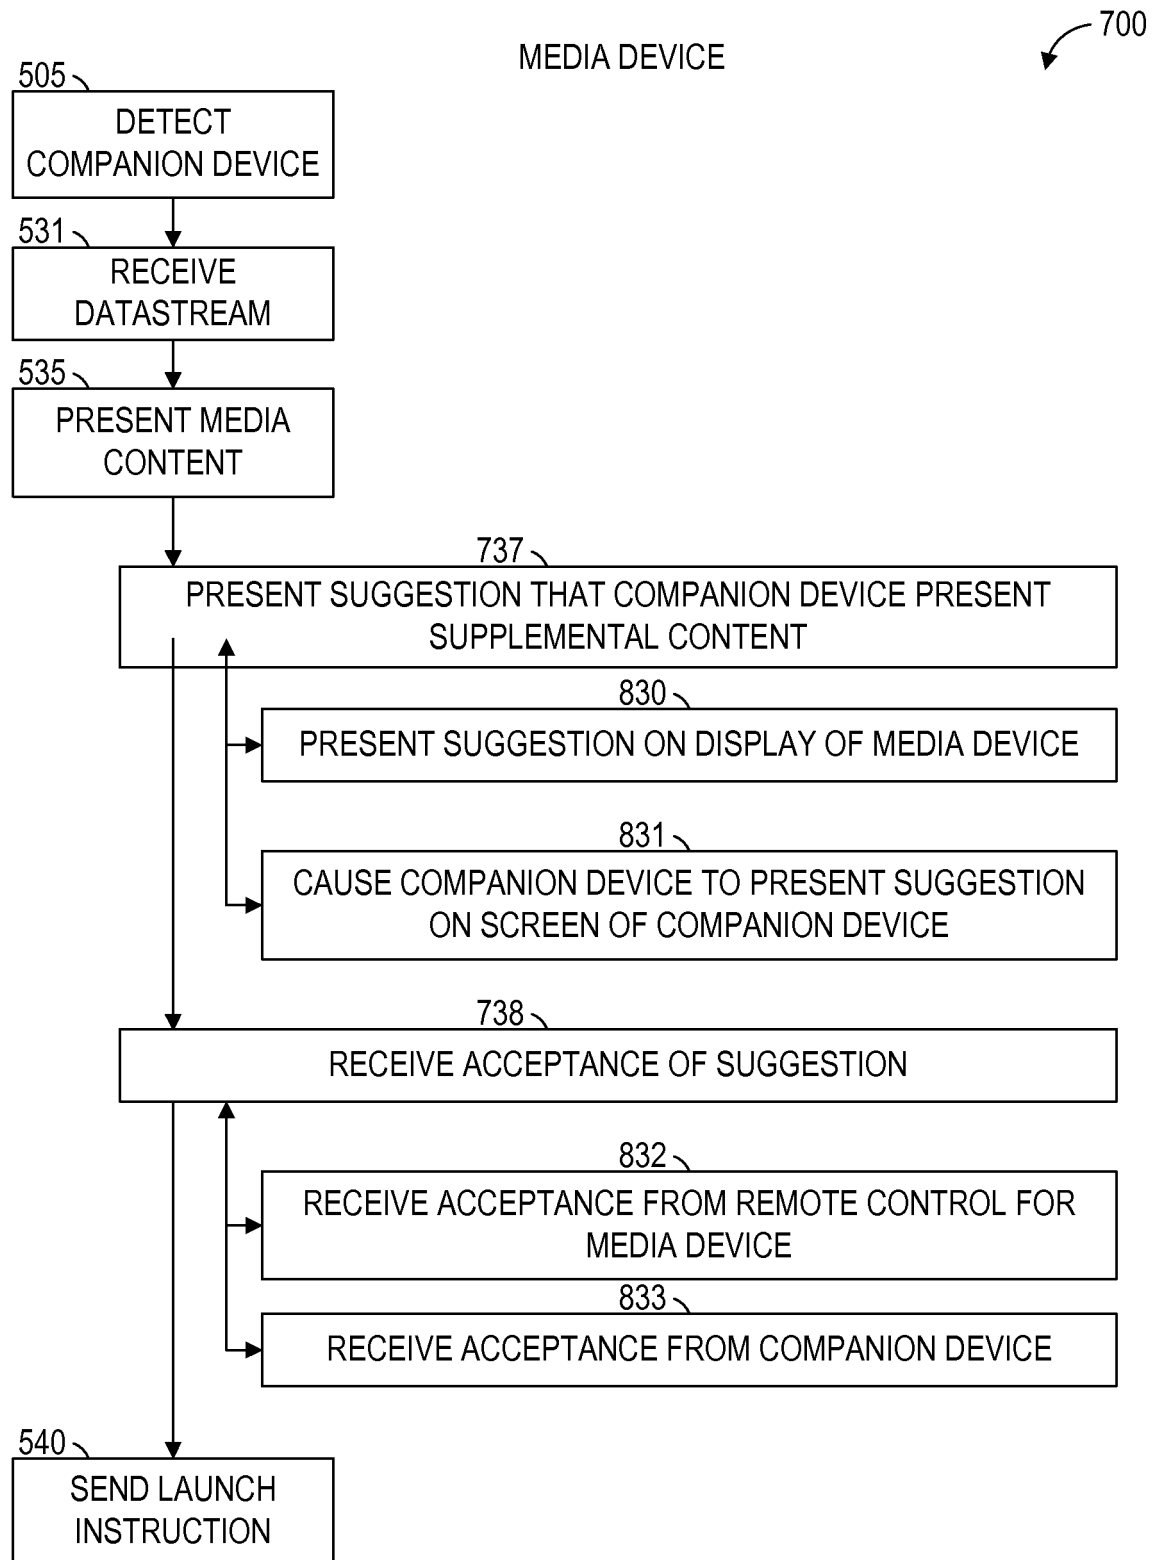 700
MEDIA DEVICE
505
DETECT
COMPANION DEVICE
531
RECEIVE
DATASTREAM
535
PRESENT MEDIA
CONTENT
737
PRESENT SUGGESTION THAT COMPANION DEVICE PRESENT
SUPPLEMENTAL CONTENT
830
PRESENT SUGGESTION ON DISPLAY OF MEDIA DEVICE
831
CAUSE COMPANION DEVICE TO PRESENT SUGGESTION
ON SCREEN OF COMPANION DEVICE
738
RECEIVE ACCEPTANCE OF SUGGESTION
832
RECEIVE ACCEPTANCE FROM REMOTE CONTROL FOR
MEDIA DEVICE
833
RECEIVE ACCEPTANCE FROM COMPANION DEVICE
540
SEND LAUNCH
INSTRUCTION